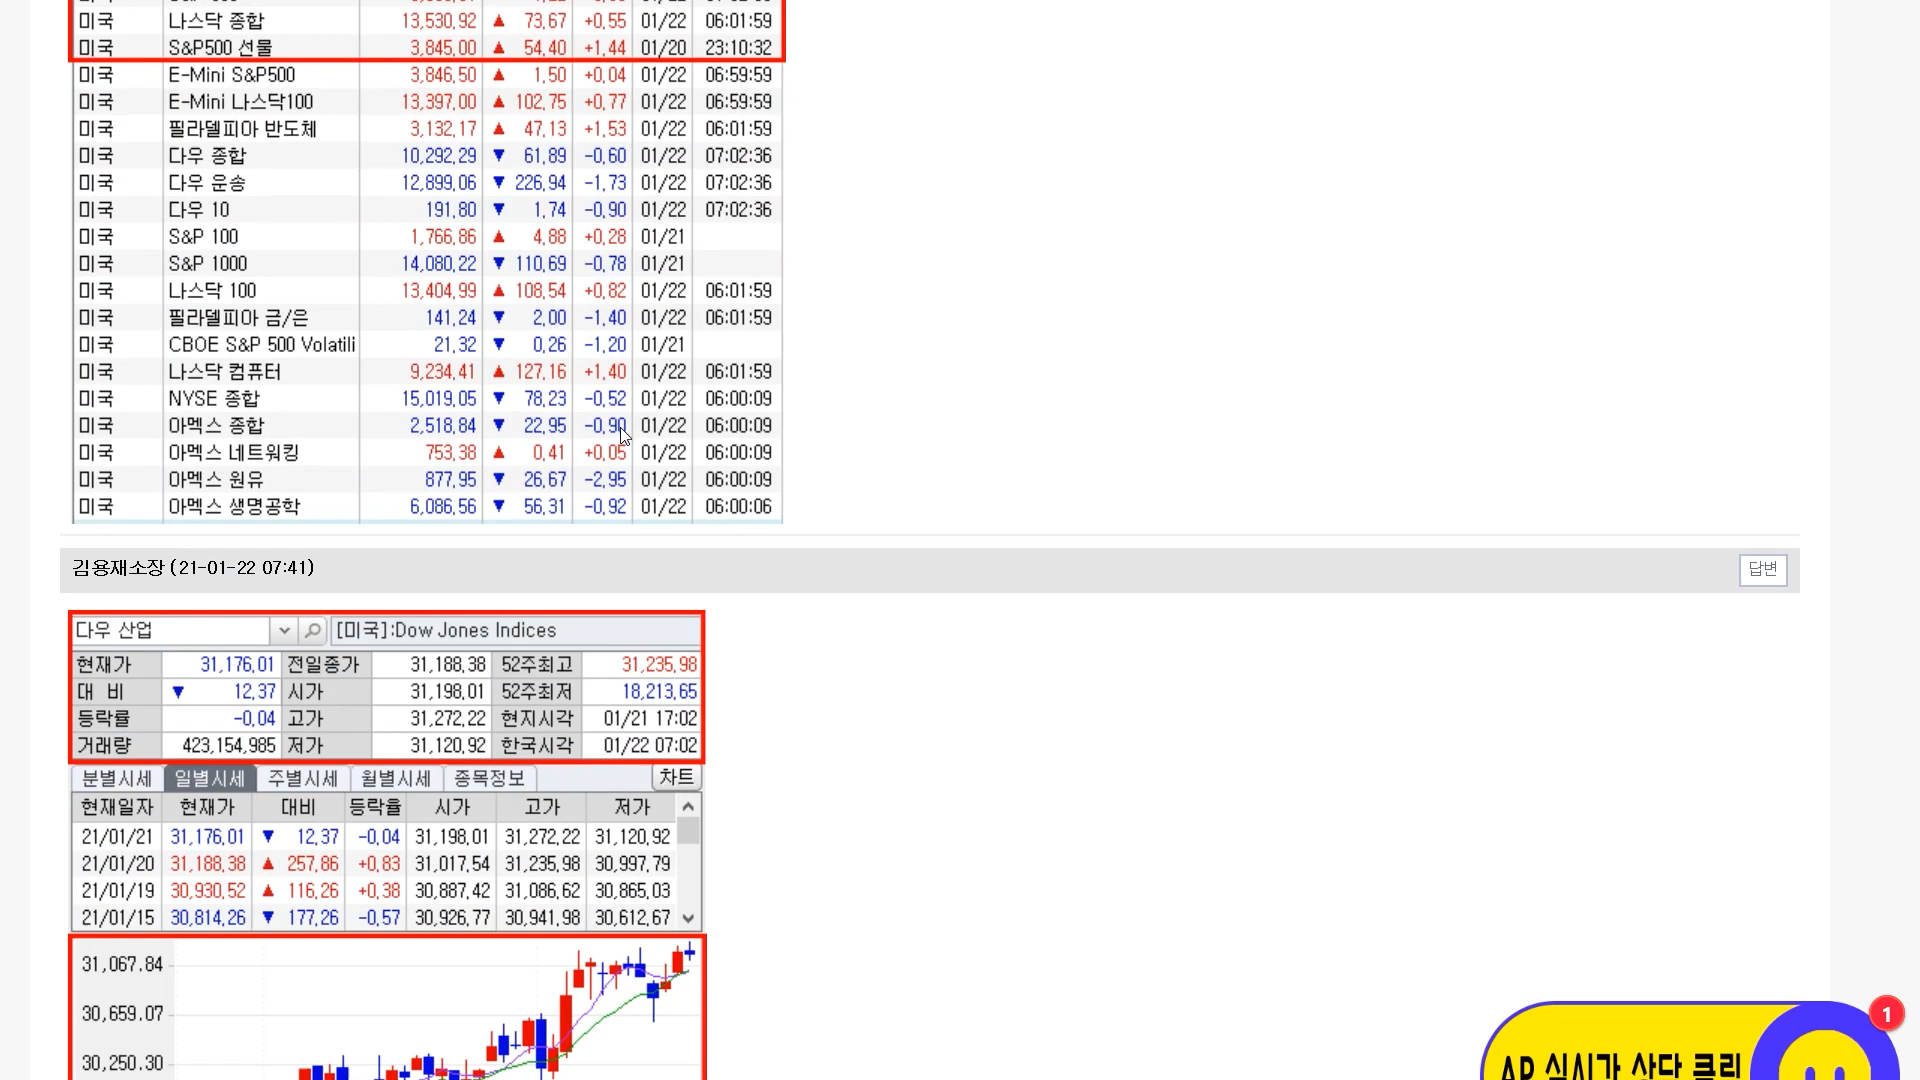 미국 나스닥 종합 13,530.92 ▲ 73.67 +0.55 01/22 06:01:59
미국 S&P500 선물 3,845.00 ▲ 54.40 +1.44 01/20 23:10:32
미국 E-Mini S&P500 3,846.50 ▲ 1.50 +0.04 01/22 06:59:59
미국 E-Mini 나스닥100 13,397.00 ▲ 102.75 +0.77 01/22 06:59:59
미국 필라델피아 반도체 3,132.17 ▲ 47.13 +1.53 01/22 06:01:59
미국 다우 종합 10,292.29 ▼ 61.89 -0.60 01/22 07:02:36
미국 다우 운송 12,899.06 ▼ 226.94 -1.73 01/22 07:02:36
미국 다우 10 191.80 ▼ 1.74 -0.90 01/22 07:02:36
미국 S&P 100 1,766.86 ▲ 4.88 +0.28 01/21
미국 S&P 1000 14,080.22 ▼ 110.69 -0.78 01/21
미국 나스닥 100 13,404.99 ▲ 108.54 +0.82 01/22 06:01:59
미국 필라델피아 금/은 141.24 ▼ 2.00 -1.40 01/22 06:01:59
미국 CBOE S&P 500 Volatili 21.32 ▼ 0.26 -1.20 01/21
미국 나스닥 컴퓨터 9,234.41 ▲ 127.16 +1.40 01/22 06:01:59
미국 NYSE 종합 15,019.05 ▼ 78.23 -0.52 01/22 06:00:09
미국 아멕스 종합 2,518.84 ▼ 22.95 -0.90 01/22 06:00:09
미국 아멕스 네트워킹 753.38 ▲ 0.41 +0.05 01/22 06:00:09
미국 아멕스 원유 877.95 ▼ 26.67 -2.95 01/22 06:00:09
미국 아멕스 생명공학 6,086.56 ▼ 56.31 -0.92 01/22 06:00:06
김용재소장 (21-01-22 07:41) 답변
다우 산업 [미국]:Dow Jones Indices
현재가 31,176.01 전일종가 31,188.38 52주최고 31,235.98
대 비 ▼ 12.37 시가 31,198.01 52주최저 18,213.65
등락률 -0.04 고가 31,272.22 현지시각 01/21 17:02
거래량 423,154,985 저가 31,120.92 한국시각 01/22 07:02
분별시세 일별시세 주별시세 월별시세 종목정보 차트
현재일자 현재가 대비 등락률 시가 고가 저가
21/01/21 31,176.01 ▼ 12.37 -0.04 31,198.01 31,272.22 31,120.92
21/01/20 31,188.38 ▲ 257.86 +0.83 31,017.54 31,235.98 30,997.79
21/01/19 30,930.52 ▲ 116.26 +0.38 30,887.42 31,086.62 30,865.03
21/01/15 30,814.26 ▼ 177.26 -0.57 30,926.77 30,941.98 30,612.67
31,067.84
30,659.07
30,250.30
1
AP 실시간 상담 클릭